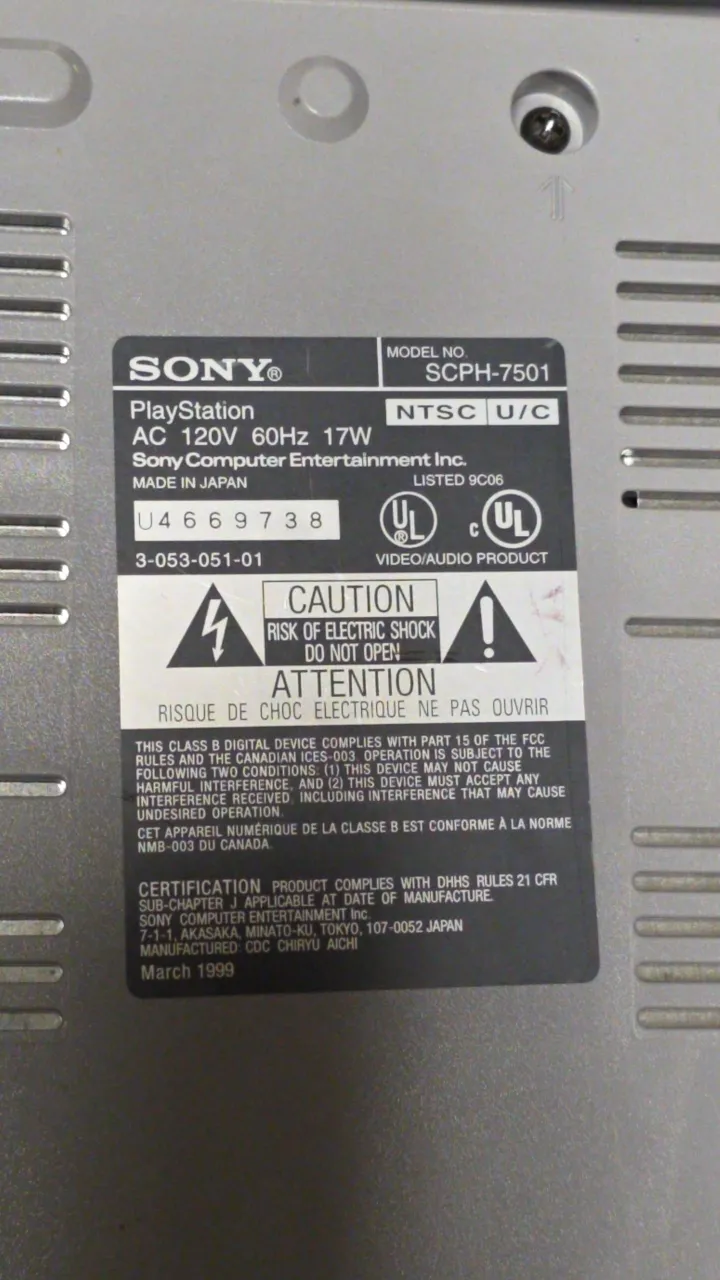 SONY®
MODEL NO.
SCPH-7501
PlayStation
NTSC U/C
AC 120V 60Hz 17W
Sony Computer Entertainment Inc.
MADE IN JAPAN
LISTED 9C06
U4669738
UL ® c UL
3-053-051-01
VIDEO/AUDIO PRODUCT
CAUTION
RISK OF ELECTRIC SHOCK
DO NOT OPEN
ATTENTION
RISQUE DE CHOC ELECTRIQUE NE PAS OUVRIR
THIS CLASS B DIGITAL DEVICE COMPLIES WITH PART 15 OF THE FCC
RULES AND THE CANADIAN ICES-003. OPERATION IS SUBJECT TO THE
FOLLOWING TWO CONDITIONS: (1) THIS DEVICE MAY NOT CAUSE
HARMFUL INTERFERENCE, AND (2) THIS DEVICE MUST ACCEPT ANY
INTERFERENCE RECEIVED, INCLUDING INTERFERENCE THAT MAY CAUSE
UNDESIRED OPERATION.
CET APPAREIL NUMÉRIQUE DE LA CLASSE B EST CONFORME À LA NORME
NMB-003 DU CANADA.
CERTIFICATION PRODUCT COMPLIES WITH DHHS RULES 21 CFR
SUB-CHAPTER J APPLICABLE AT DATE OF MANUFACTURE.
SONY COMPUTER ENTERTAINMENT Inc.
7-1-1, AKASAKA, MINATO-KU, TOKYO, 107-0052 JAPAN
MANUFACTURED: CDC CHIRYU AICHI
March 1999